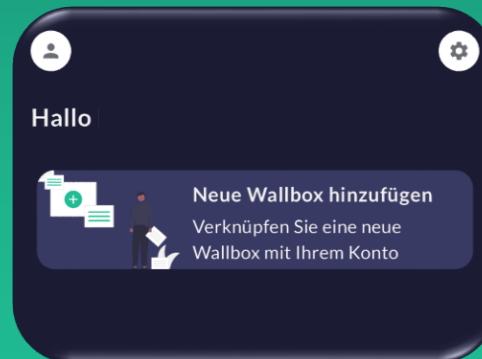 Hallo
Neue Wallbox hinzufügen
Verknüpfen Sie eine neue
Wallbox mit Ihrem Konto